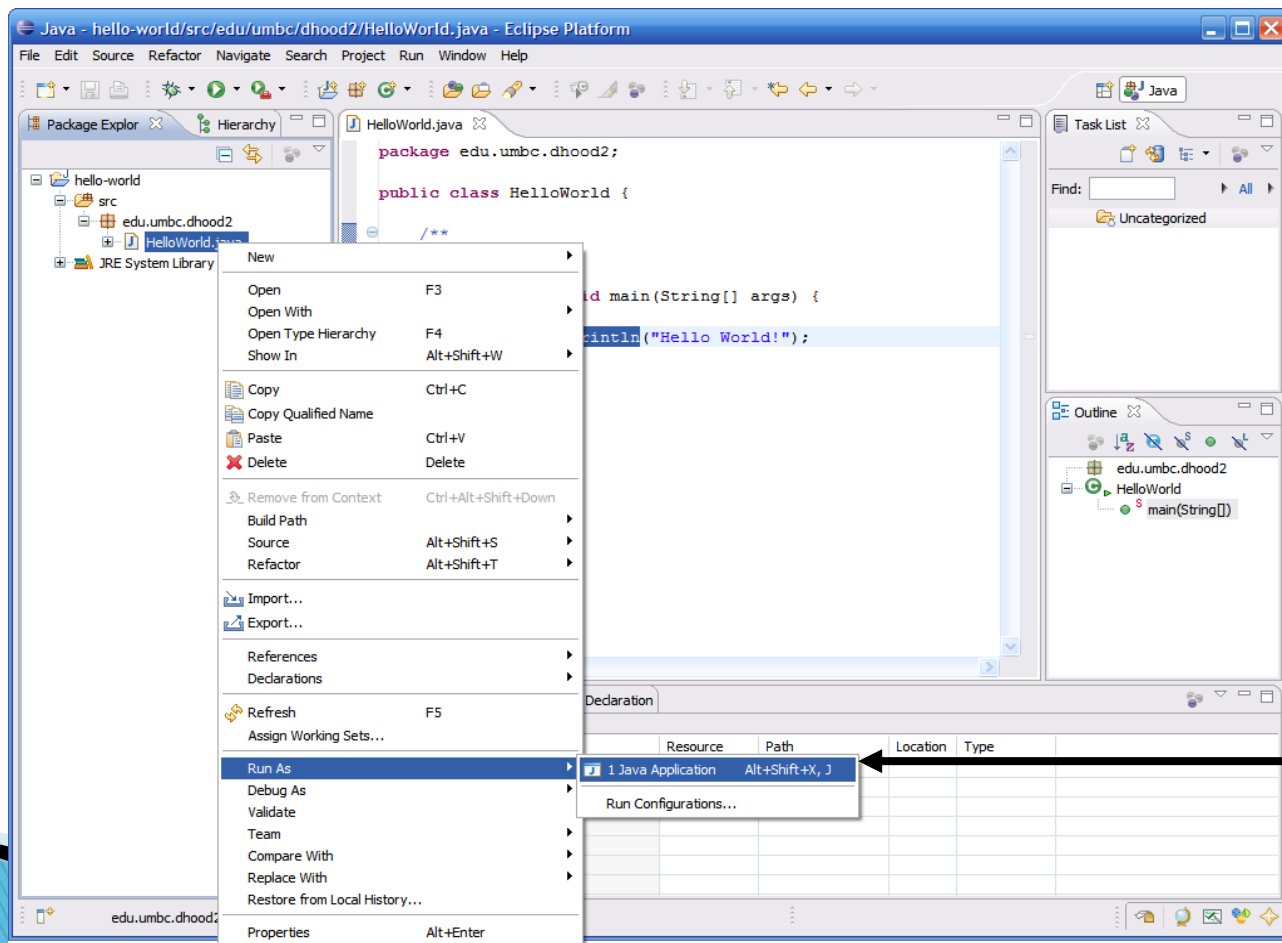 Java - hello-world/src/edu/umbc/dhood2/HelloWorld.java - Eclipse Platform
File Edit Source Refactor Navigate Search Project Run Window Help
Java
Package Explor
Hierarchy
HelloWorld.java
Task List
hello-world
src
edu.umbc.dhood2
HelloWorld.java
JRE System Library
package edu.umbc.dhood2;
public class HelloWorld {
/**
id main(String[] args) {
rintln("Hello World!");
Find:
All
Uncategorized
Outline
edu.umbc.dhood2
HelloWorld
S main(String[])
New
Open F3
Open With
Open Type Hierarchy F4
Show In Alt+Shift+W
Copy Ctrl+C
Copy Qualified Name
Paste Ctrl+V
Delete Delete
Remove from Context Ctrl+Alt+Shift+Down
Build Path
Source Alt+Shift+S
Refactor Alt+Shift+T
Import...
Export...
References
Declarations
Refresh F5
Assign Working Sets...
Run As
Debug As
Validate
Team
Compare With
Replace With
Restore from Local History...
Properties Alt+Enter
Declaration
Resource Path Location Type
1 Java Application Alt+Shift+X, J
Run Configurations...
edu.umbc.dhood2